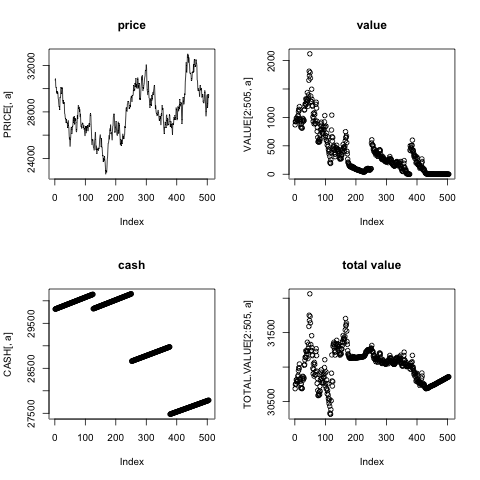 price
PRICE[, a]
24000 28000 32000
0 100 200 300 400 500
Index
value
VALUE[2:505, a]
0 500 1000 2000
0 100 200 300 400 500
Index
cash
CASH[, a]
27500 28500 29500
0 100 200 300 400 500
Index
total value
TOTAL.VALUE[2:505, a]
30500 31500
0 100 200 300 400 500
Index